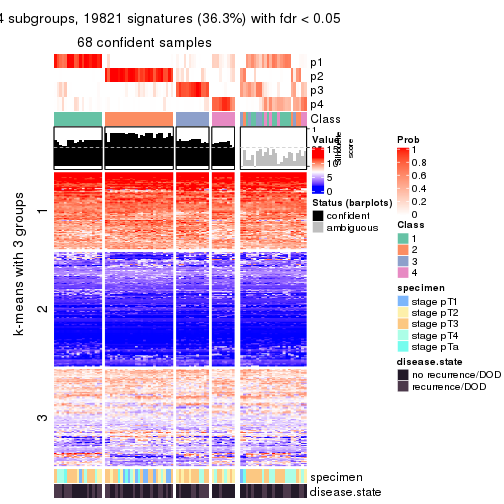 4 subgroups, 19821 signatures (36.3%) with fdr < 0.05
68 confident samples
p1
p2
p3
p4
Class
1
Silhouette
score
Value
15
10
5
0
Status (barplots)
confident
ambiguous
Prob
1
0.8
0.6
0.4
0.2
0
Class
1
2
3
4
specimen
stage pT1
stage pT2
stage pT3
stage pT4
stage pTa
disease.state
no recurrence/DOD
recurrence/DOD
k-means with 3 groups
1
2
3
specimen
disease.state